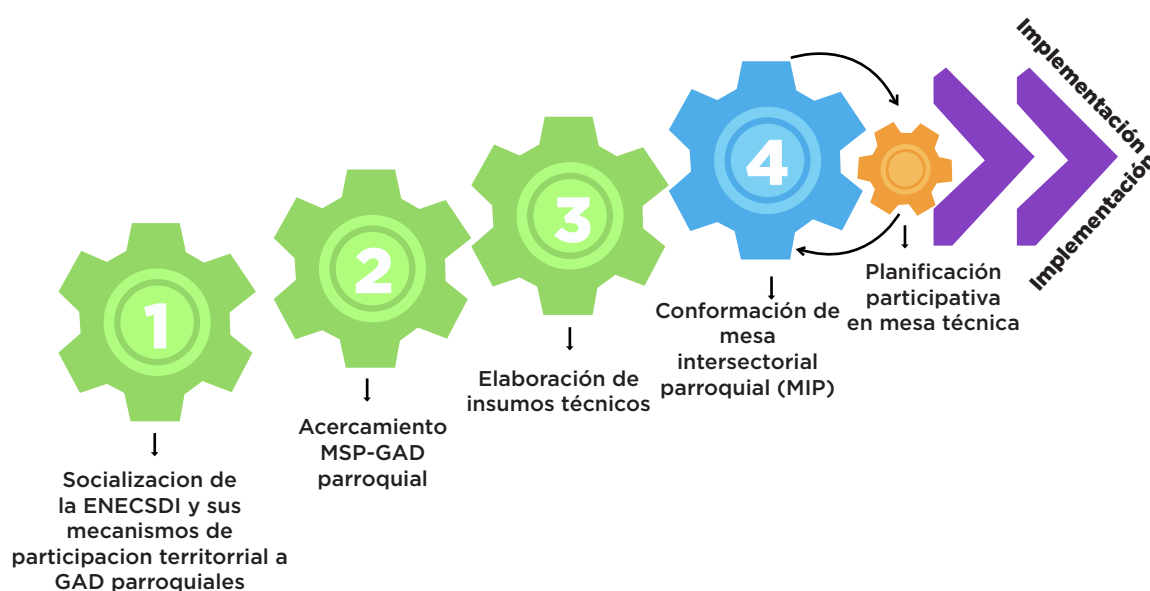 1
Socializacion de
la ENECSDI y sus
mecanismos de
participacion territorrial a
GAD parroquiales
2
Acercamiento
MSP-GAD
parroquial
3
Elaboración de
insumos técnicos
4
Conformación de
mesa
intersectorial
parroquial (MIP)
Planificación
participativa
en mesa técnica
Implementación
Implementación